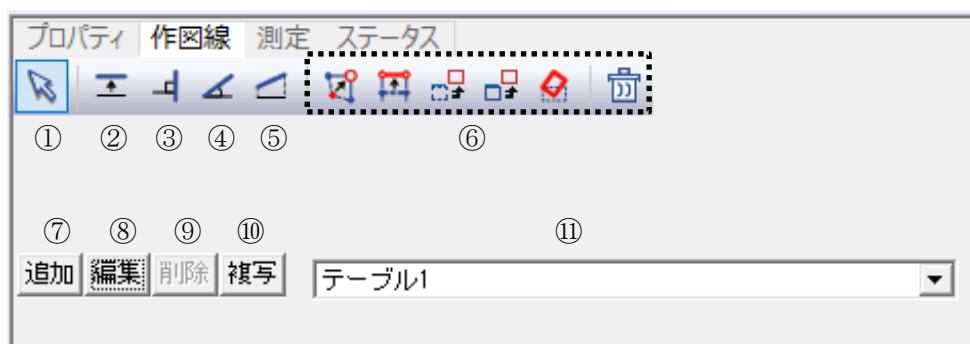 プロパティ 作図線 測定 ステータス
① ② ③ ④ ⑤ ⑥
⑦ ⑧ ⑨ ⑩ ⑪
追加 編集 削除 複写 テーブル1